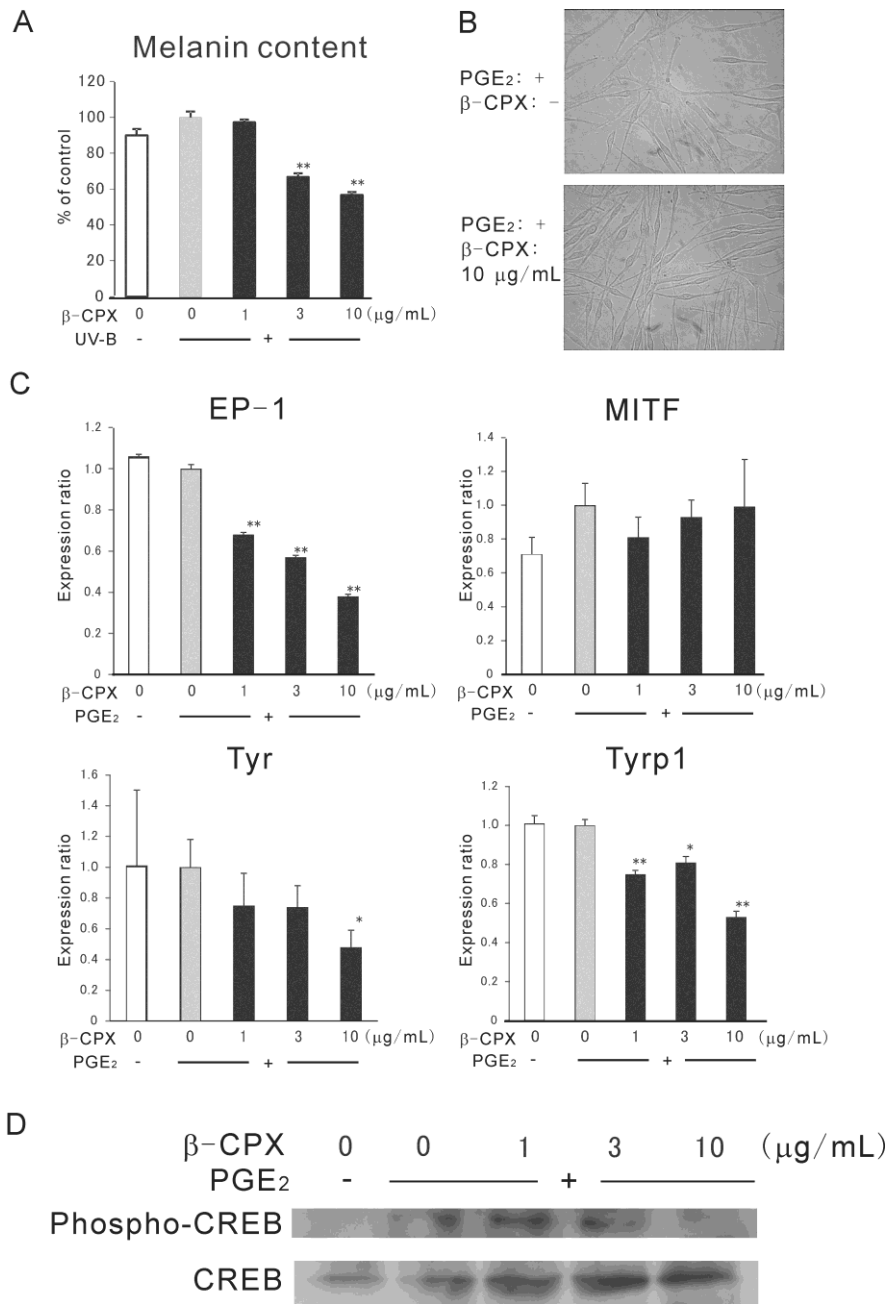 A
Melanin content
% of control
120
100
80
60
40
20
0
**
**
β-CPX 0 0 1 3 10 (μg/mL)
UV-B - +
B
PGE₂: +
β-CPX: -
PGE₂: +
β-CPX:
10 μg/mL
C
EP-1
Expression ratio
1.2
1.0
0.8
0.6
0.4
0.2
0
**
**
**
β-CPX 0 0 1 3 10 (μg/mL)
PGE₂ - +
MITF
Expression ratio
1.4
1.2
1.0
0.8
0.6
0.4
0.2
0
β-CPX 0 0 1 3 10 (μg/mL)
PGE₂ - +
Tyr
Expression ratio
1.6
1.4
1.2
1.0
0.8
0.6
0.4
0.2
0
*
β-CPX 0 0 1 3 10 (μg/mL)
PGE₂ - +
Tyrp1
Expression ratio
1.2
1.0
0.8
0.6
0.4
0.2
0
**
*
**
β-CPX 0 0 1 3 10 (μg/mL)
PGE₂ - +
D
β-CPX 0 0 1 3 10 (μg/mL)
PGE₂ - +
Phospho-CREB
CREB